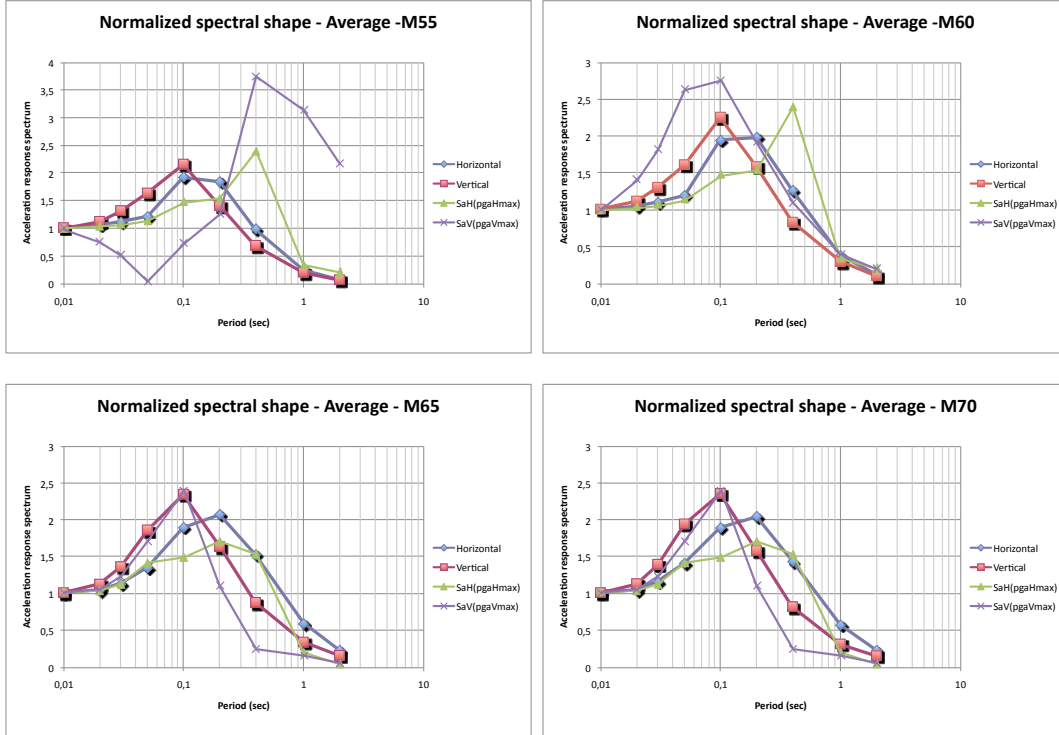 Normalized spectral shape - Average -M55
Acceleration response spectrum
4
3,5
3
2,5
2
1,5
1
0,5
0
0,01
0,1
1
10
Period (sec)
Horizontal
Vertical
SaH(pgaHmax)
SaV(pgaVmax)
Normalized spectral shape - Average -M60
Acceleration response spectrum
3
2,5
2
1,5
1
0,5
0
0,01
0,1
1
10
Period (sec)
Horizontal
Vertical
SaH(pgaHmax)
SaV(pgaVmax)
Normalized spectral shape - Average - M65
Acceleration response spectrum
3
2,5
2
1,5
1
0,5
0
0,01
0,1
1
10
Period (sec)
Horizontal
Vertical
SaH(pgaHmax)
SaV(pgaVmax)
Normalized spectral shape - Average - M70
Acceleration response spectrum
3
2,5
2
1,5
1
0,5
0
0,01
0,1
1
10
Period (sec)
Horizontal
Vertical
SaH(pgaHmax)
SaV(pgaVmax)